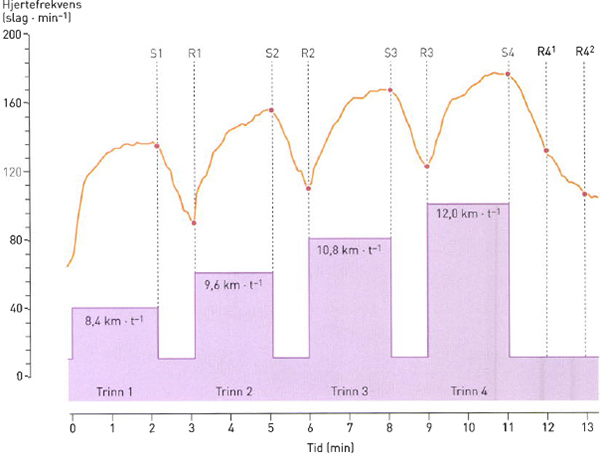 Hjertefrekvens
(slag · min⁻¹)
200
S1 R1 S2 R2 S3 R3 S4 R4¹ R4²
160
120
80
40
0
12,0 km · t⁻¹
10,8 km · t⁻¹
9,6 km · t⁻¹
8,4 km · t⁻¹
Trinn 1 Trinn 2 Trinn 3 Trinn 4
0 1 2 3 4 5 6 7 8 9 10 11 12 13
Tid (min)